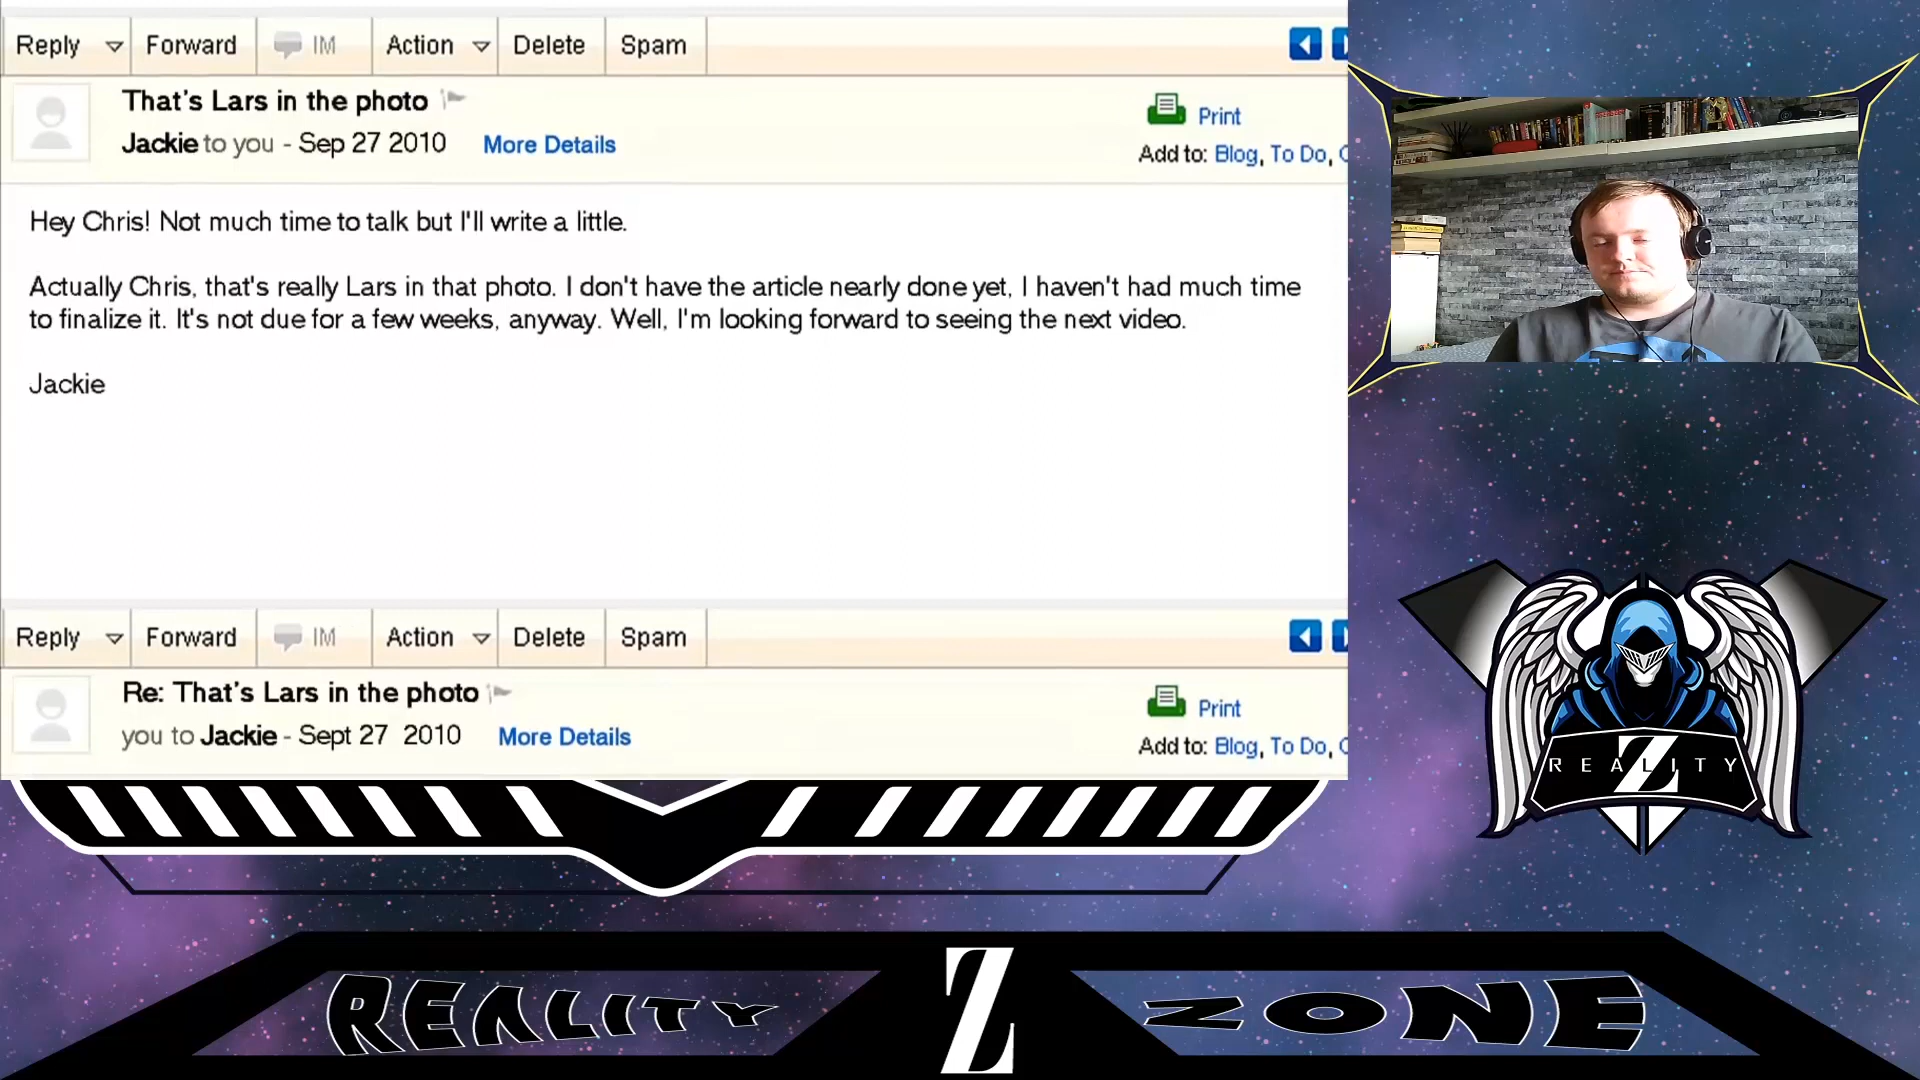 Reply Forward IM Action Delete Spam
That's Lars in the photo
Jackie to you - Sep 27 2010 More Details
Print
Add to: Blog, To Do,
Hey Chris! Not much time to talk but I'll write a little.
Actually Chris, that's really Lars in that photo. I don't have the article nearly done yet, I haven't had much time
to finalize it. It's not due for a few weeks, anyway. Well, I'm looking forward to seeing the next video.
Jackie
Reply Forward IM Action Delete Spam
Re: That's Lars in the photo
you to Jackie - Sept 27 2010 More Details
Print
Add to: Blog, To Do,
Z
REALITY
REALITY Z ZONE